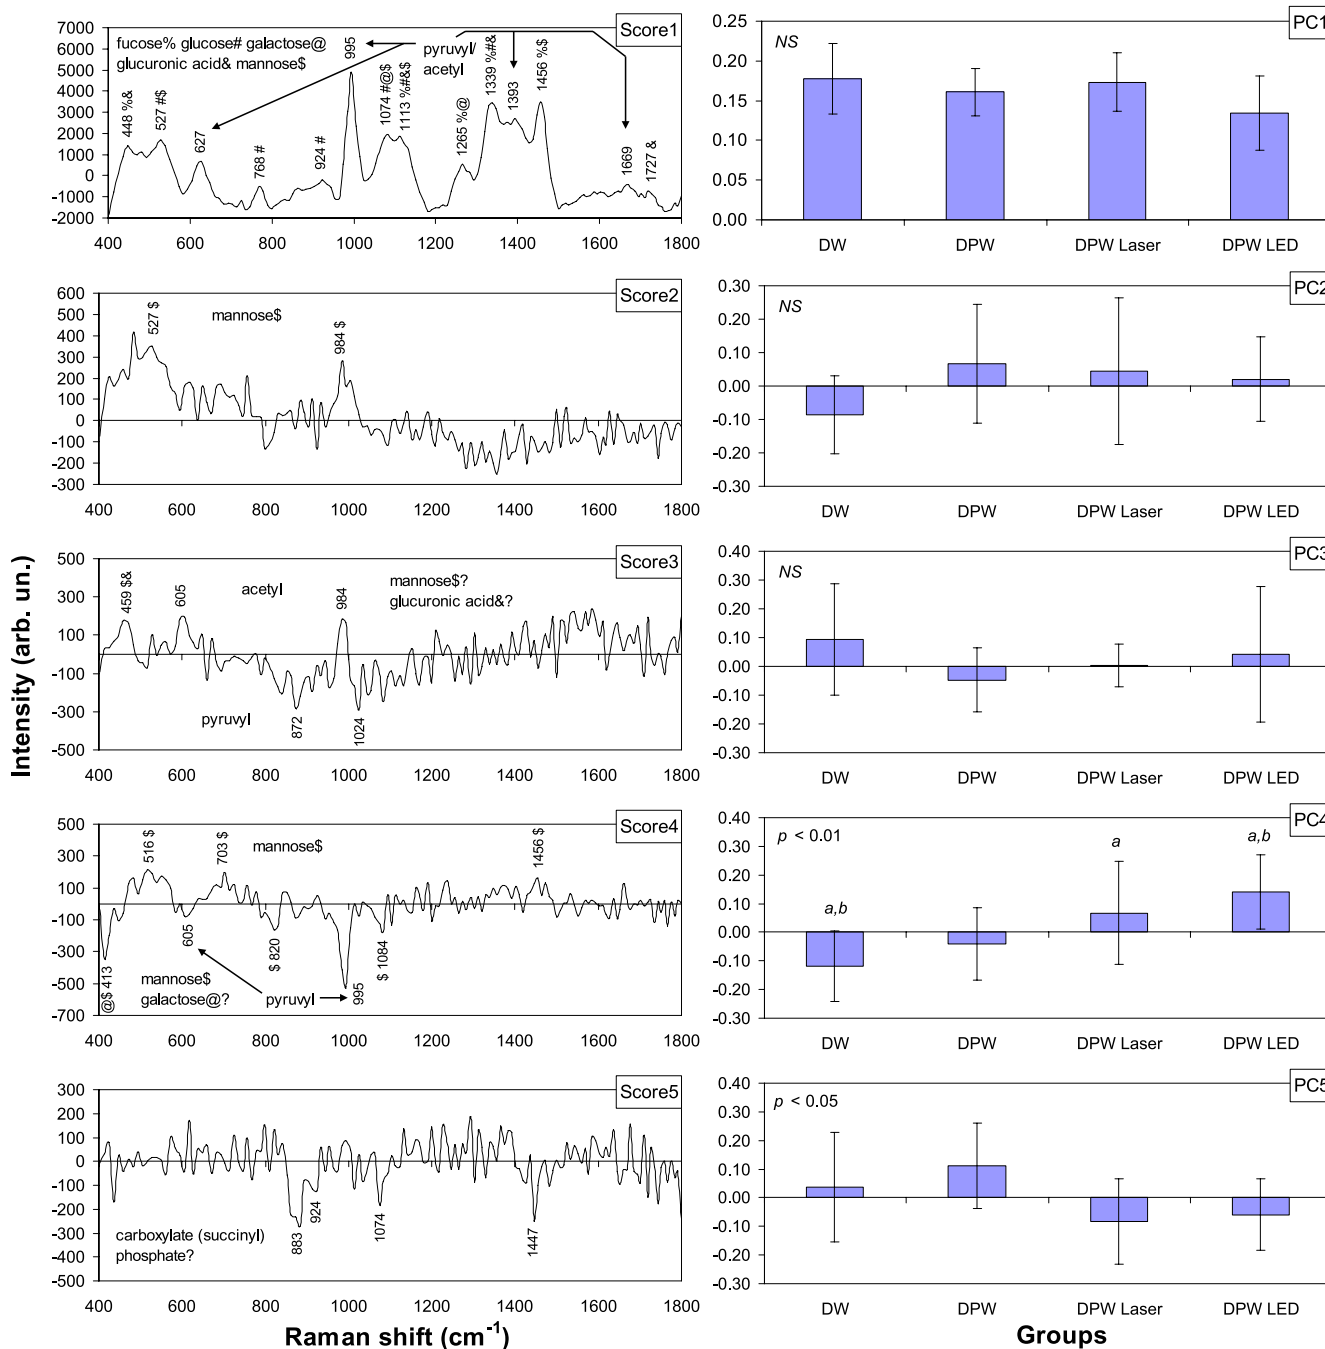 Score1
fucose% glucose# galactose@
glucuronic acid& mannose$
pyruvyl/
acetyl
448 %&
527 #$
627
768 #
924 #
995
1074 #@$
1113 %#&$
1265 %@
1339 %#&
1393
1456 %$
1669
1727 &
7000
6000
5000
4000
3000
2000
1000
0
-1000
-2000
400 600 800 1000 1200 1400 1600 1800
PC1
NS
0.25
0.20
0.15
0.10
0.05
0.00
DW DPW DPW Laser DPW LED
Score2
mannose$
527 $
984 $
600
500
400
300
200
100
0
-100
-200
-300
400 600 800 1000 1200 1400 1600 1800
PC2
NS
0.30
0.20
0.10
0.00
-0.10
-0.20
-0.30
DW DPW DPW Laser DPW LED
Score3
acetyl
mannose$?
glucuronic acid&?
pyruvyl
459 $&
605
984
872
1024
500
300
100
-100
-300
-500
400 600 800 1000 1200 1400 1600 1800
PC3
NS
0.40
0.30
0.20
0.10
0.00
-0.10
-0.20
-0.30
DW DPW DPW Laser DPW LED
Score4
mannose$
516 $
703 $
1456 $
605
$ 820
995
$ 1084
@$ 413
mannose$
galactose@?
pyruvyl
500
300
100
-100
-300
-500
-700
400 600 800 1000 1200 1400 1600 1800
PC4
p < 0.01
a,b
a
a,b
0.40
0.30
0.20
0.10
0.00
-0.10
-0.20
-0.30
DW DPW DPW Laser DPW LED
Score5
carboxylate (succinyl)
phosphate?
883
924
1074
1447
300
200
100
0
-100
-200
-300
-400
-500
400 600 800 1000 1200 1400 1600 1800
PC5
p < 0.05
0.40
0.30
0.20
0.10
0.00
-0.10
-0.20
-0.30
DW DPW DPW Laser DPW LED
Intensity (arb. un.)
Raman shift (cm⁻¹)
Groups